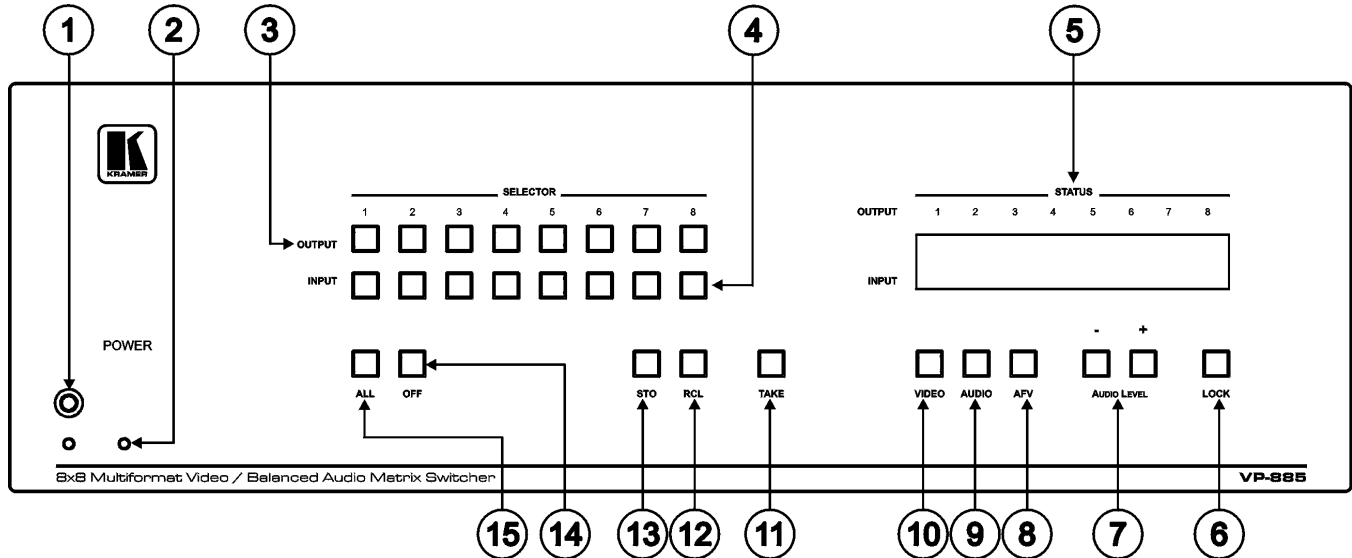 1 2 3 4 5
K
KRAMER
SELECTOR STATUS
1 2 3 4 5 6 7 8 OUTPUT 1 2 3 4 5 6 7 8
OUTPUT
INPUT INPUT
- +
POWER
ALL OFF STO RCL TAKE VIDEO AUDIO AFV AUDIO LEVEL LOCK
8x8 Multiformat Video / Balanced Audio Matrix Switcher VP-885
15 14 13 12 11 10 9 8 7 6